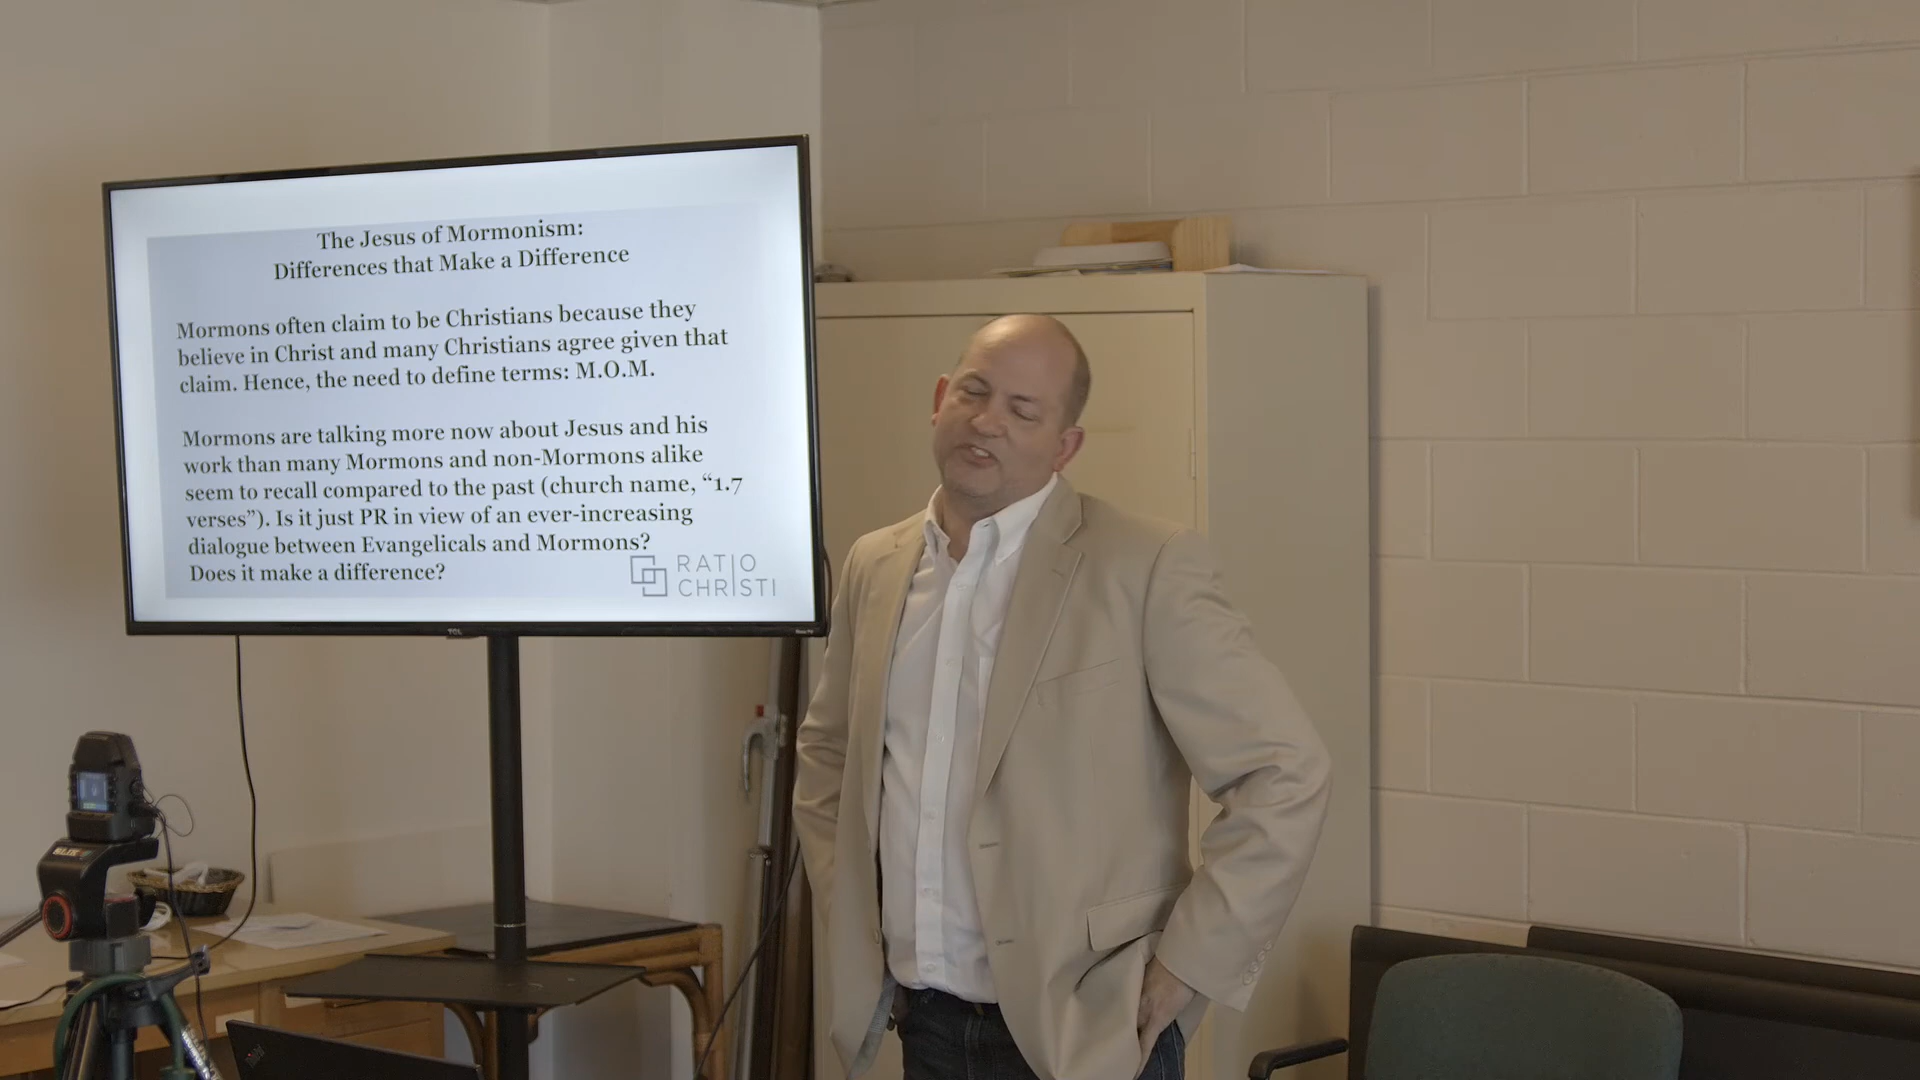 The Jesus of Mormonism:
Differences that Make a Difference
Mormons often claim to be Christians because they
believe in Christ and many Christians agree given that
claim. Hence, the need to define terms: M.O.M.
Mormons are talking more now about Jesus and his
work than many Mormons and non-Mormons alike
seem to recall compared to the past (church name, “1.7
verses”). Is it just PR in view of an ever-increasing
dialogue between Evangelicals and Mormons?
Does it make a difference?
RATIO
CHRISTI
TCL